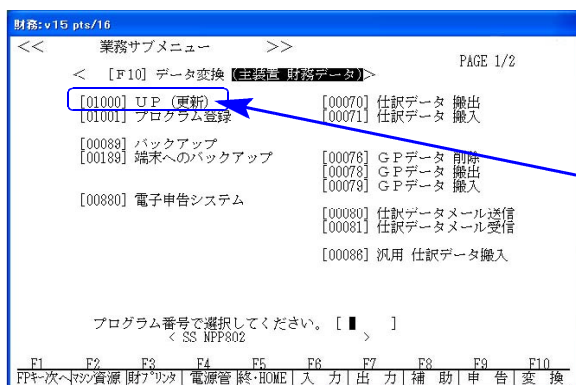 財務:v15 pts/16
<< 業務サブメニュー >>
PAGE 1/2
< [F10] データ変換 (主装置 財務データ)>
[01000] UP (更新) [00070] 仕訳データ 搬出
[01001] プログラム登録 [00071] 仕訳データ 搬入
[00089] バックアップ
[00189] 端末へのバックアップ [00076] GPデータ 削除
[00078] GPデータ 搬出
[00079] GPデータ 搬入
[00880] 電子申告システム
[00080] 仕訳データメール送信
[00081] 仕訳データメール受信
[00086] 汎用 仕訳データ搬入
プログラム番号で選択してください。 [ ]
< SS NPP802 >
F1 F2 F3 F4 F5 F6 F7 F8 F9 F10
FPキー次へ マシン資源 財プリンタ 電源管 終・HOME 入 力 出 力 補 助 申 告 変 換